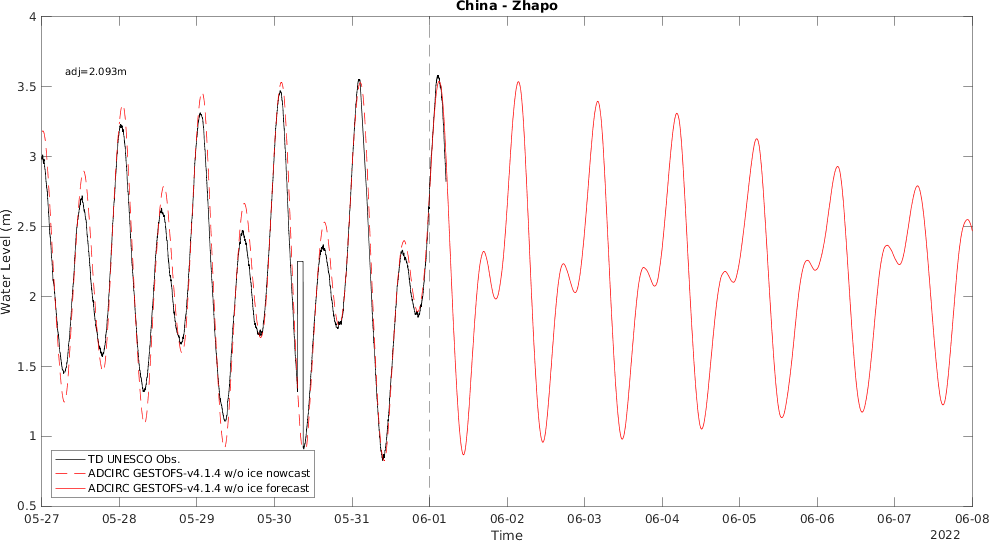 China - Zhapo
4
adj=2.093m
3.5
3
2.5
2
1.5
1
0.5
Water Level (m)
TD UNESCO Obs.
ADCIRC GESTOFS-v4.1.4 w/o ice nowcast
ADCIRC GESTOFS-v4.1.4 w/o ice forecast
05-27 05-28 05-29 05-30 05-31 06-01 06-02 06-03 06-04 06-05 06-06 06-07 06-08
Time
2022